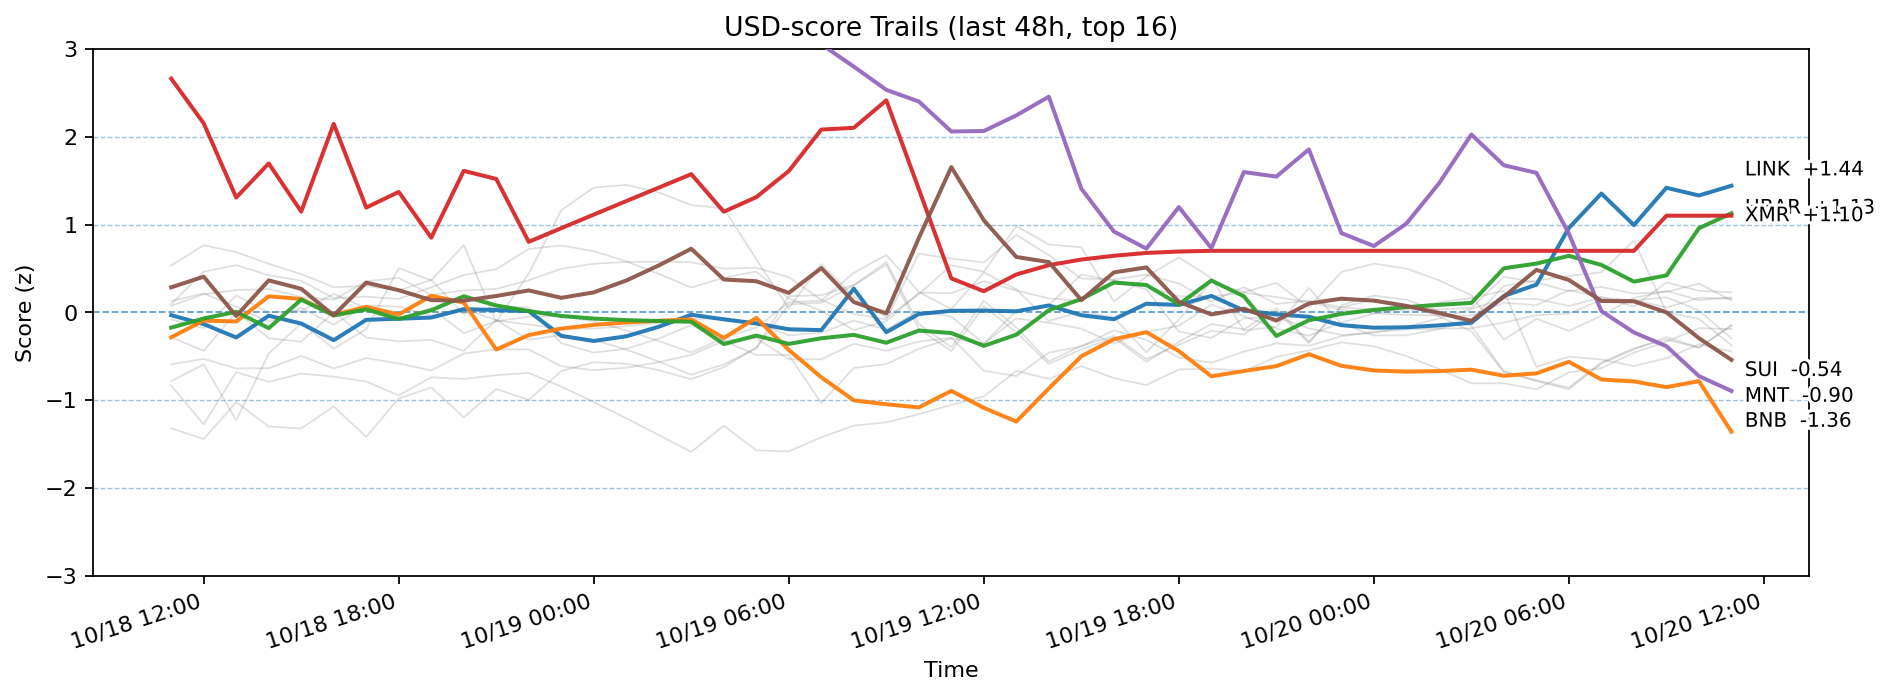 USD-score Trails (last 48h, top 16)
3
2
1
0
−1
−2
−3
Score (z)
LINK +1.44
XMR +1.10
SUI -0.54
MNT -0.90
BNB -1.36
10/18 12:00
10/18 18:00
10/19 00:00
10/19 06:00
10/19 12:00
10/19 18:00
10/20 00:00
10/20 06:00
10/20 12:00
Time